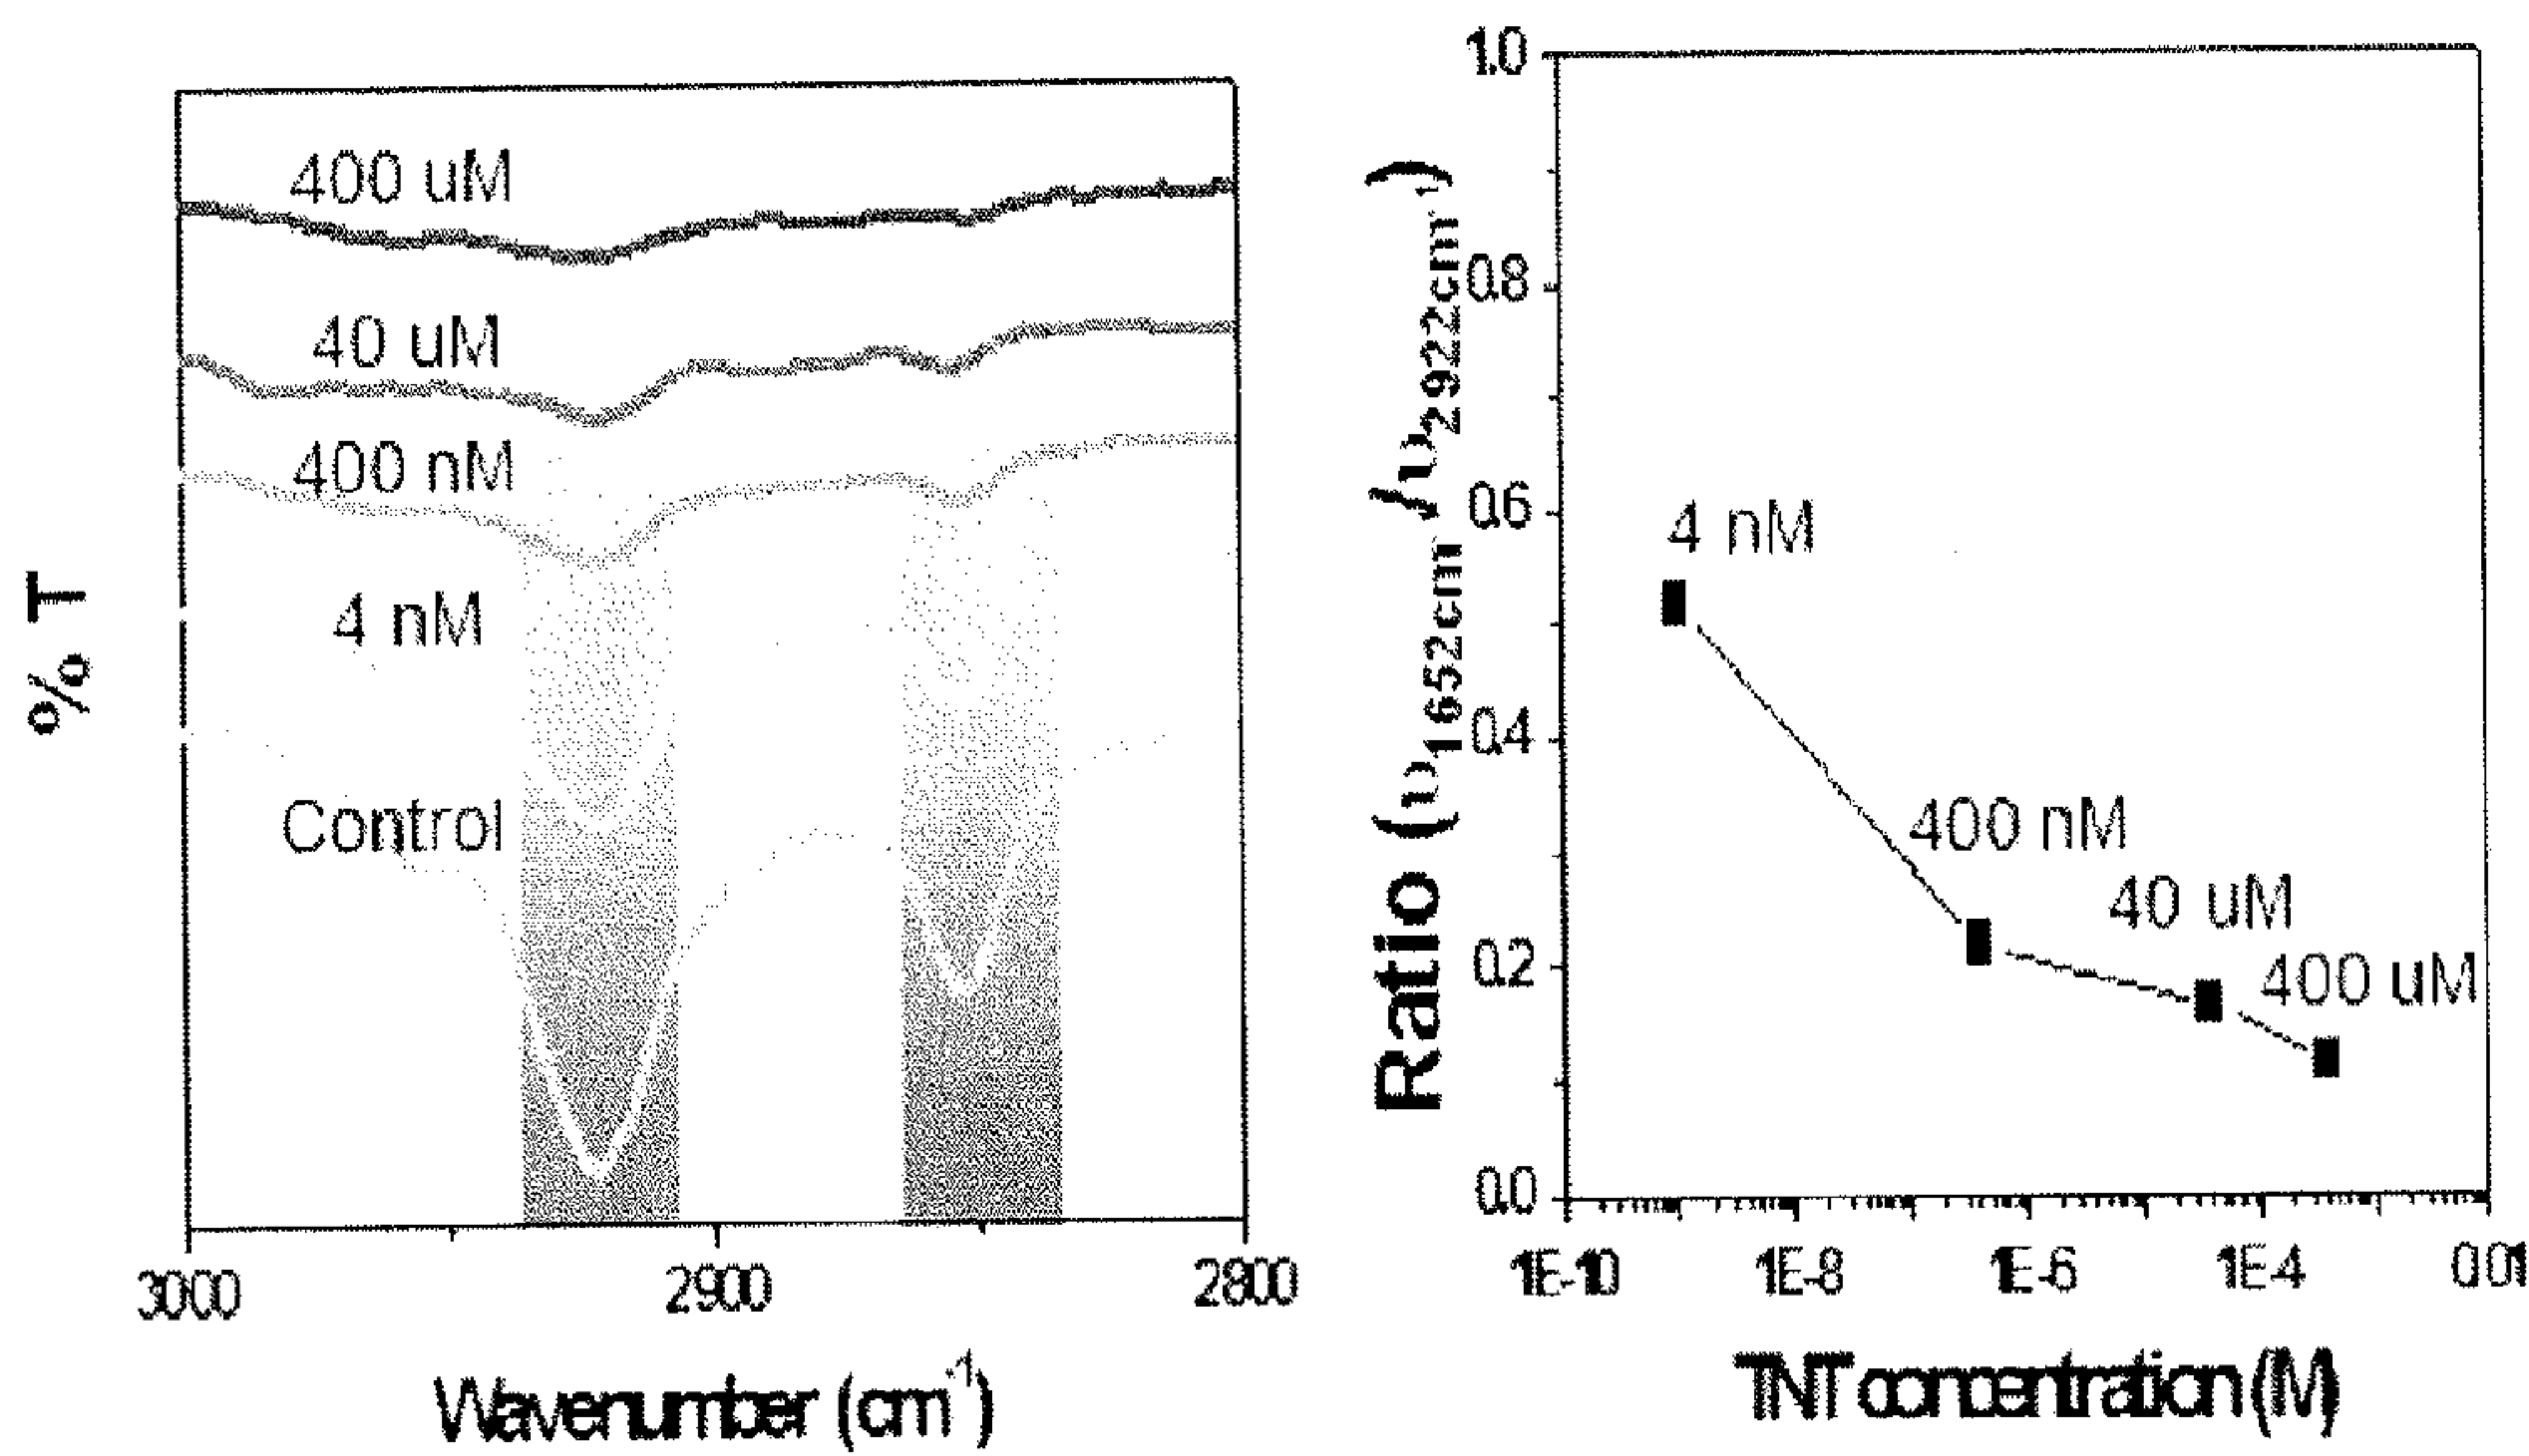 % T
400 uM
40 uM
400 nM
4 nM
Control
3000 2900 2800
Wavenumber (cm-1)
Ratio (υ1652cm-1/υ2922cm-1)
1.0
0.8
0.6
0.4
0.2
0.0
4 nM
400 nM
40 uM
400 uM
1E-10 1E-8 1E-6 1E-4 0.01
TNT concentration (M)